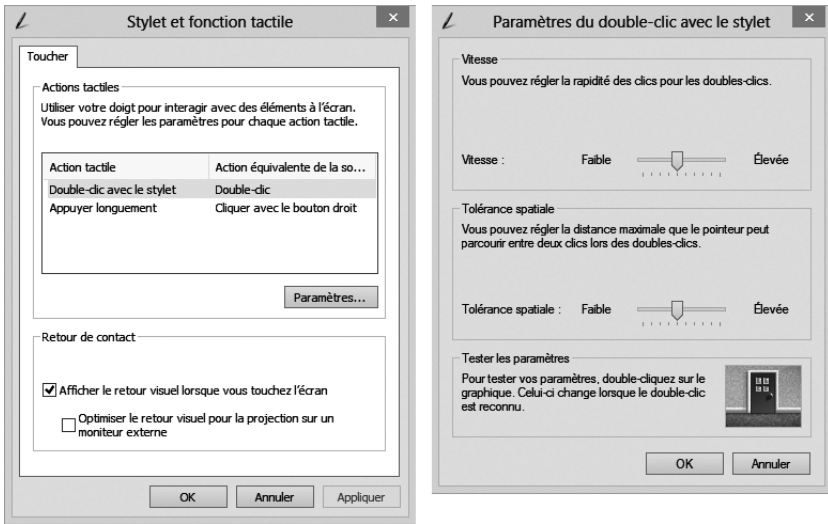 Stylet et fonction tactile
Toucher
Actions tactiles
Utiliser votre doigt pour interagir avec des éléments à l'écran.
Vous pouvez régler les paramètres pour chaque action tactile.
Action tactile Action équivalente de la so...
Double-clic avec le stylet Double-clic
Appuyer longuement Cliquer avec le bouton droit
Paramètres...
Retour de contact
Afficher le retour visuel lorsque vous touchez l'écran
Optimiser le retour visuel pour la projection sur un
moniteur externe
OK Annuler Appliquer
Paramètres du double-clic avec le stylet
Vitesse
Vous pouvez régler la rapidité des clics pour les doubles-clics.
Vitesse : Faible Élevée
Tolérance spatiale
Vous pouvez régler la distance maximale que le pointeur peut
parcourir entre deux clics lors des doubles-clics.
Tolérance spatiale : Faible Élevée
Tester les paramètres
Pour tester vos paramètres, double-cliquez sur le
graphique. Celui-ci change lorsque le double-clic
est reconnu.
OK Annuler